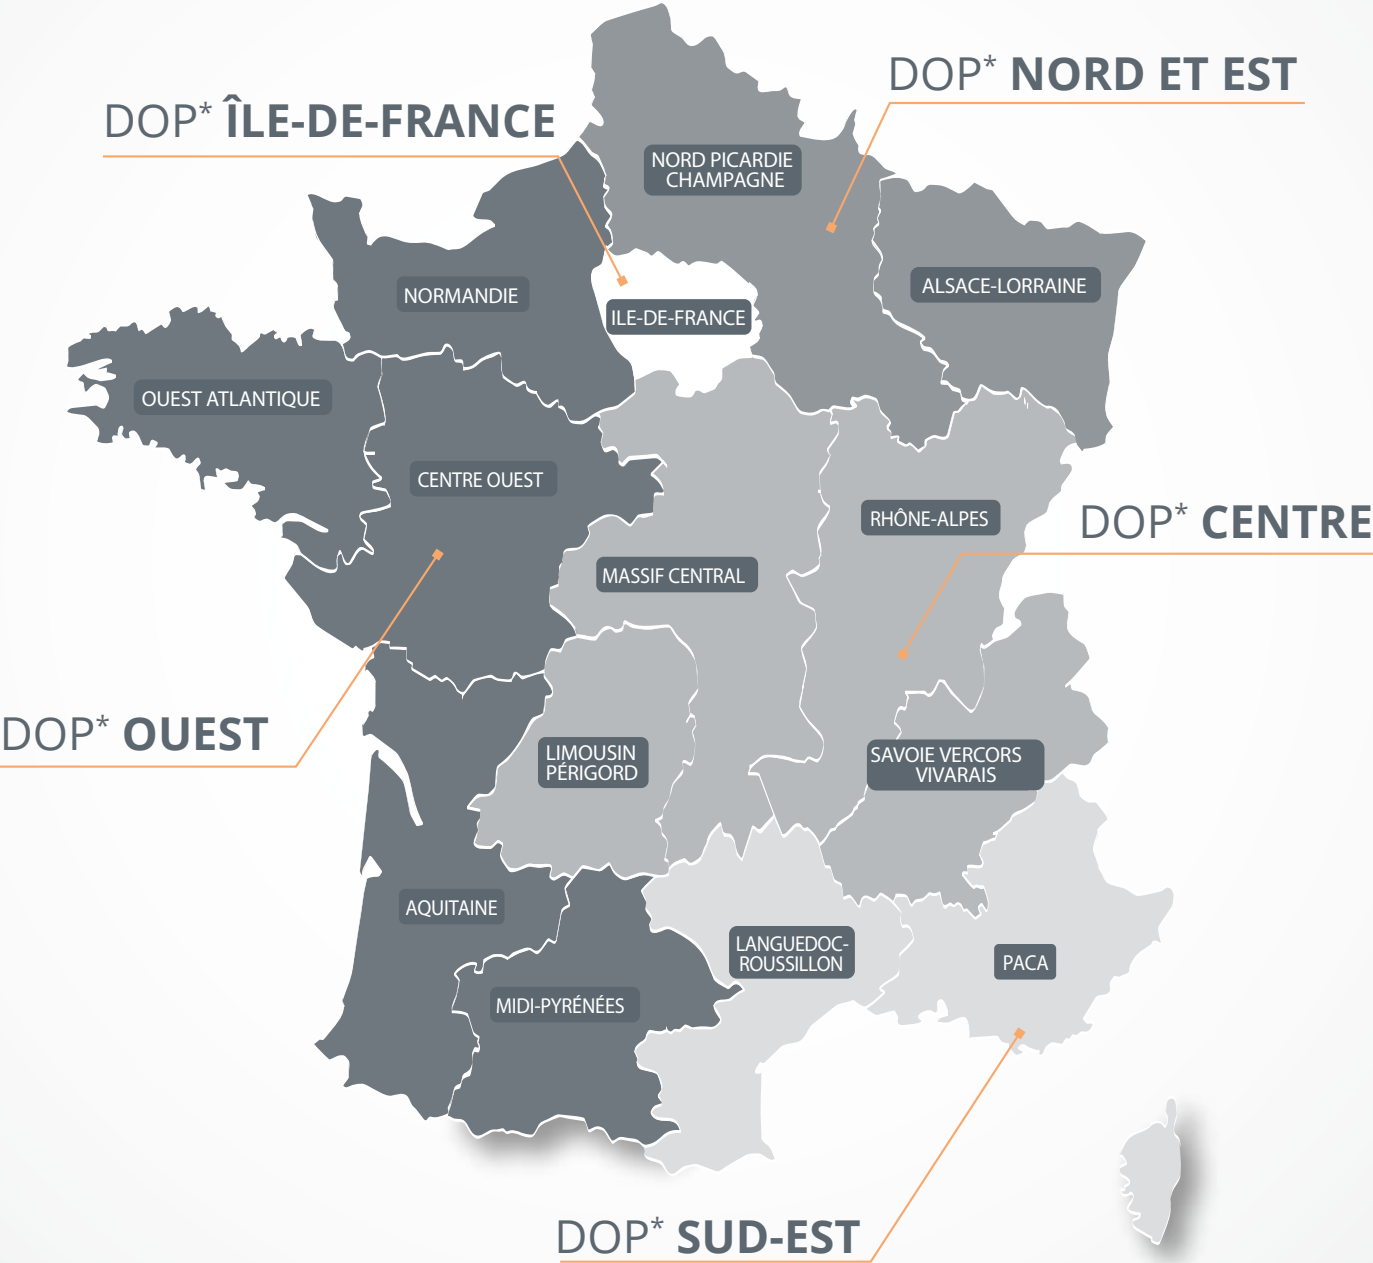 DOP* NORD ET EST
DOP* ÎLE-DE-FRANCE
NORD PICARDIE
CHAMPAGNE
ALSACE-LORRAINE
NORMANDIE
ILE-DE-FRANCE
OUEST ATLANTIQUE
CENTRE OUEST
RHÔNE-ALPES
DOP* CENTRE
MASSIF CENTRAL
DOP* OUEST
LIMOUSIN
PÉRIGORD
SAVOIE VERCORS
VIVARAIS
AQUITAINE
LANGUEDOC-
ROUSSILLON
PACA
MIDI-PYRÉNÉES
DOP* SUD-EST